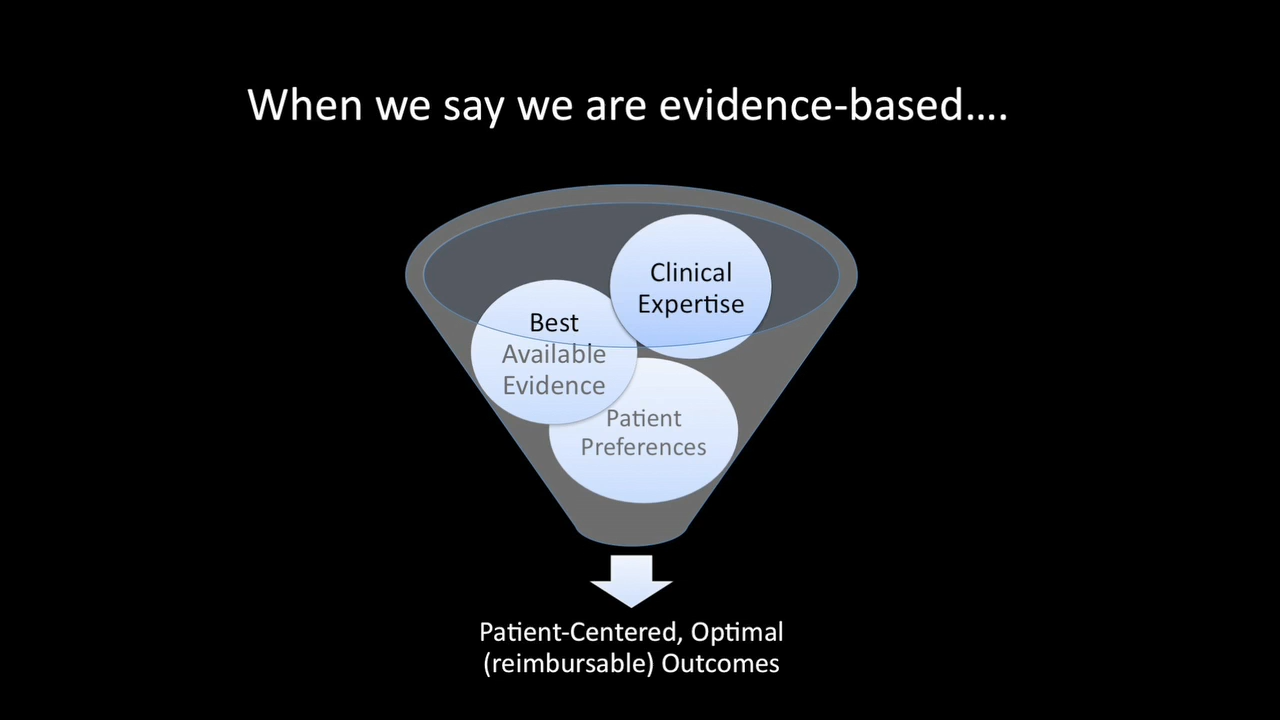 When we say we are evidence-based....
Clinical
Expertise
Best
Available
Evidence
Patient
Preferences
Patient-Centered, Optimal
(reimbursable) Outcomes